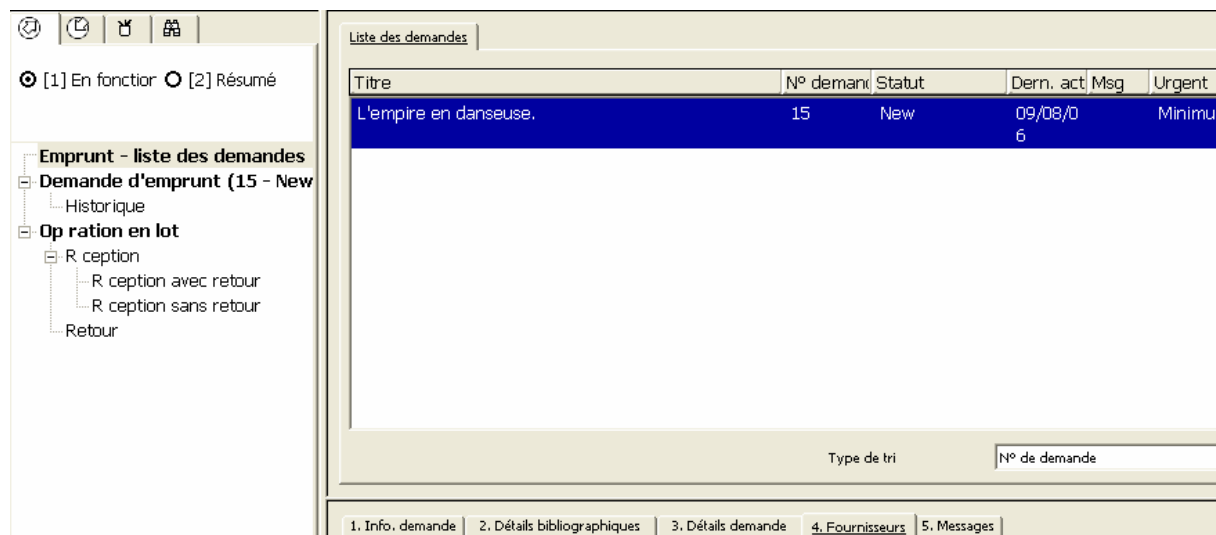 [1] En fonctior [2] Résumé
Emprunt - liste des demandes
Demande d'emprunt (15 - New
Historique
Op ration en lot
R ception
R ception avec retour
R ception sans retour
Retour
Liste des demandes
Titre Nº deman Statut Dern. act Msg Urgent
L'empire en danseuse. 15 New 09/08/0 Minimu
6
Type de tri Nº de demande
1. Info. demande 2. Détails bibliographiques 3. Détails demande 4. Fournisseurs 5. Messages